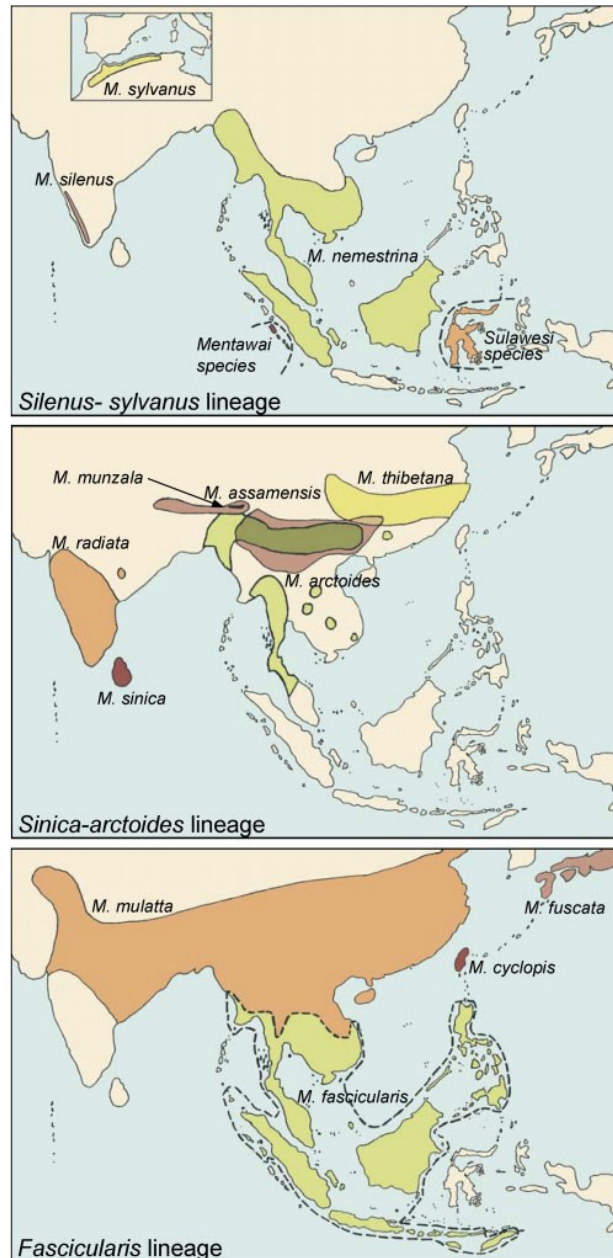 M. sylvanus
M. silenus
M. nemestrina
Mentawai
species
Sulawesi
species
Silenus- sylvanus lineage
M. munzala
M. thibetana
M. assamensis
M. radiata
M. arctoides
M. sinica
Sinica-arctoides lineage
M. mulatta
M. fuscata
M. cyclopis
M. fascicularis
Fascicularis lineage